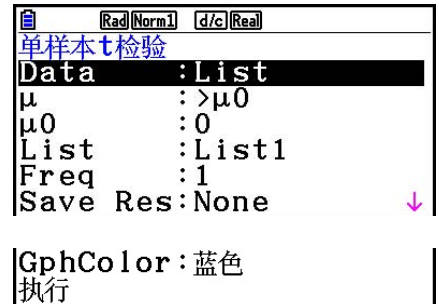 Rad Norm1 d/c Real
单样本t检验
Data :List
μ :>μ0
μ0 :0
List :List1
Freq :1
Save Res:None ↓
GphColor:蓝色
执行